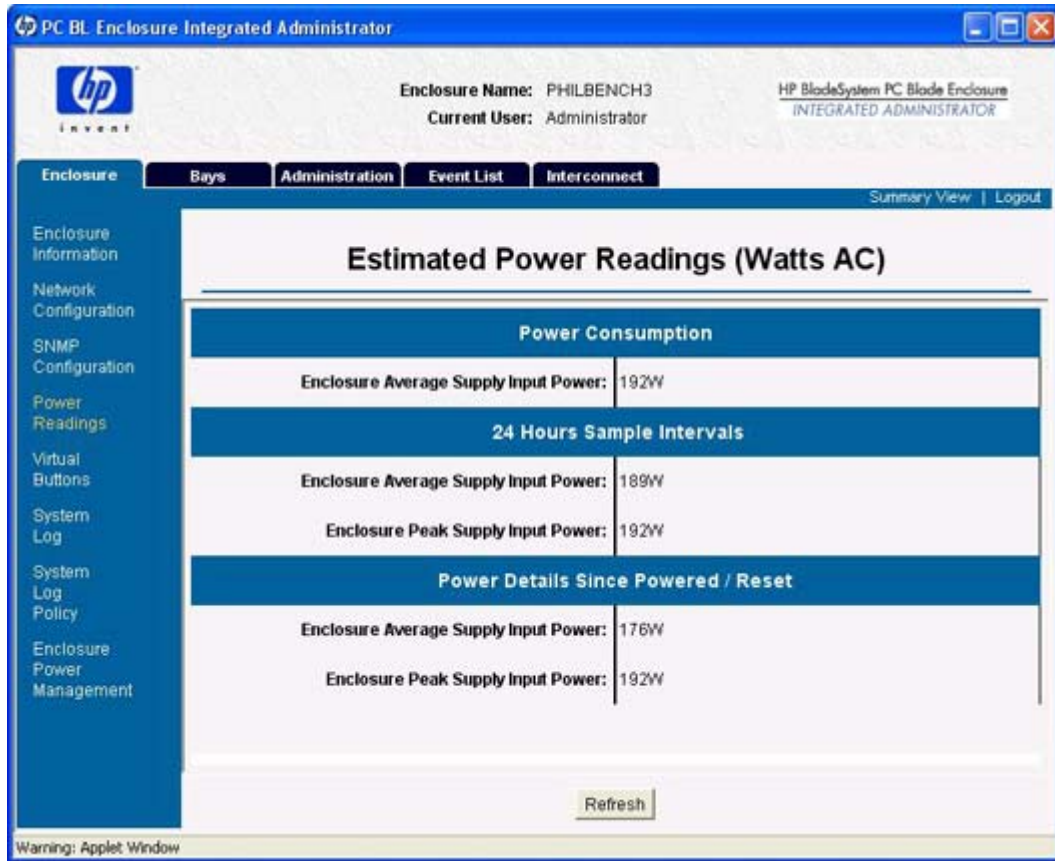 PC BL Enclosure Integrated Administrator
hp
invent
Enclosure Name: PHILBENCH3
Current User: Administrator
HP BladeSystem PC Blade Enclosure
INTEGRATED ADMINISTRATOR
Enclosure Bays Administration Event List Interconnect
Summary View | Logout
Enclosure
Information
Network
Configuration
SNMP
Configuration
Power
Readings
Virtual
Buttons
System
Log
System
Log
Policy
Enclosure
Power
Management
Estimated Power Readings (Watts AC)
Power Consumption
Enclosure Average Supply Input Power: 192W
24 Hours Sample Intervals
Enclosure Average Supply Input Power: 189W
Enclosure Peak Supply Input Power: 192W
Power Details Since Powered / Reset
Enclosure Average Supply Input Power: 176W
Enclosure Peak Supply Input Power: 192W
Refresh
Warning: Applet Window